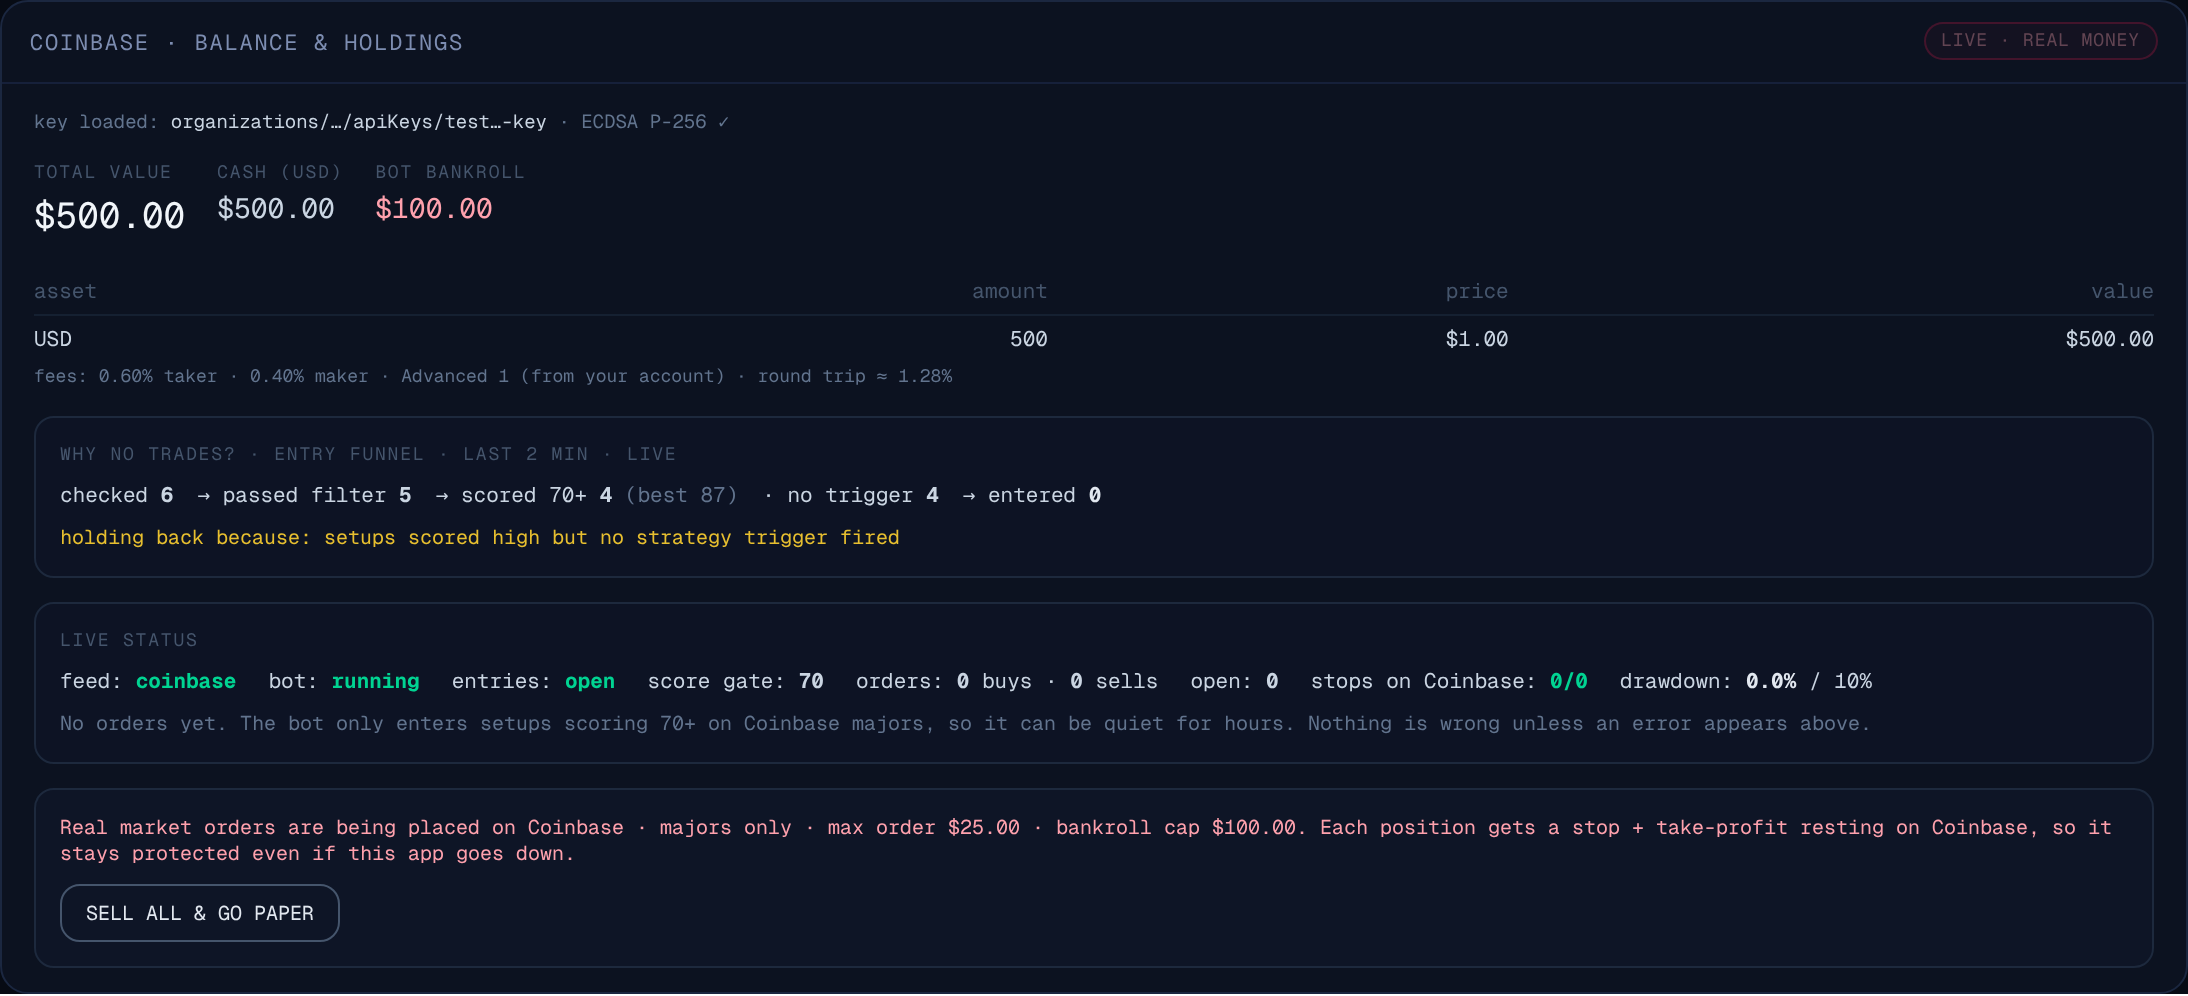 COINBASE · BALANCE & HOLDINGS
LIVE · REAL MONEY
key loaded: organizations/…/apiKeys/test…-key · ECDSA P-256 ✓
TOTAL VALUE CASH (USD) BOT BANKROLL
$500.00 $500.00 $100.00
asset amount price value
USD 500 $1.00 $500.00
fees: 0.60% taker · 0.40% maker · Advanced 1 (from your account) · round trip ≈ 1.28%
WHY NO TRADES? · ENTRY FUNNEL · LAST 2 MIN · LIVE
checked 6 → passed filter 5 → scored 70+ 4 (best 87) · no trigger 4 → entered 0
holding back because: setups scored high but no strategy trigger fired
LIVE STATUS
feed: coinbase bot: running entries: open score gate: 70 orders: 0 buys · 0 sells open: 0 stops on Coinbase: 0/0 drawdown: 0.0% / 10%
No orders yet. The bot only enters setups scoring 70+ on Coinbase majors, so it can be quiet for hours. Nothing is wrong unless an error appears above.
Real market orders are being placed on Coinbase · majors only · max order $25.00 · bankroll cap $100.00. Each position gets a stop + take-profit resting on Coinbase, so it
stays protected even if this app goes down.
SELL ALL & GO PAPER